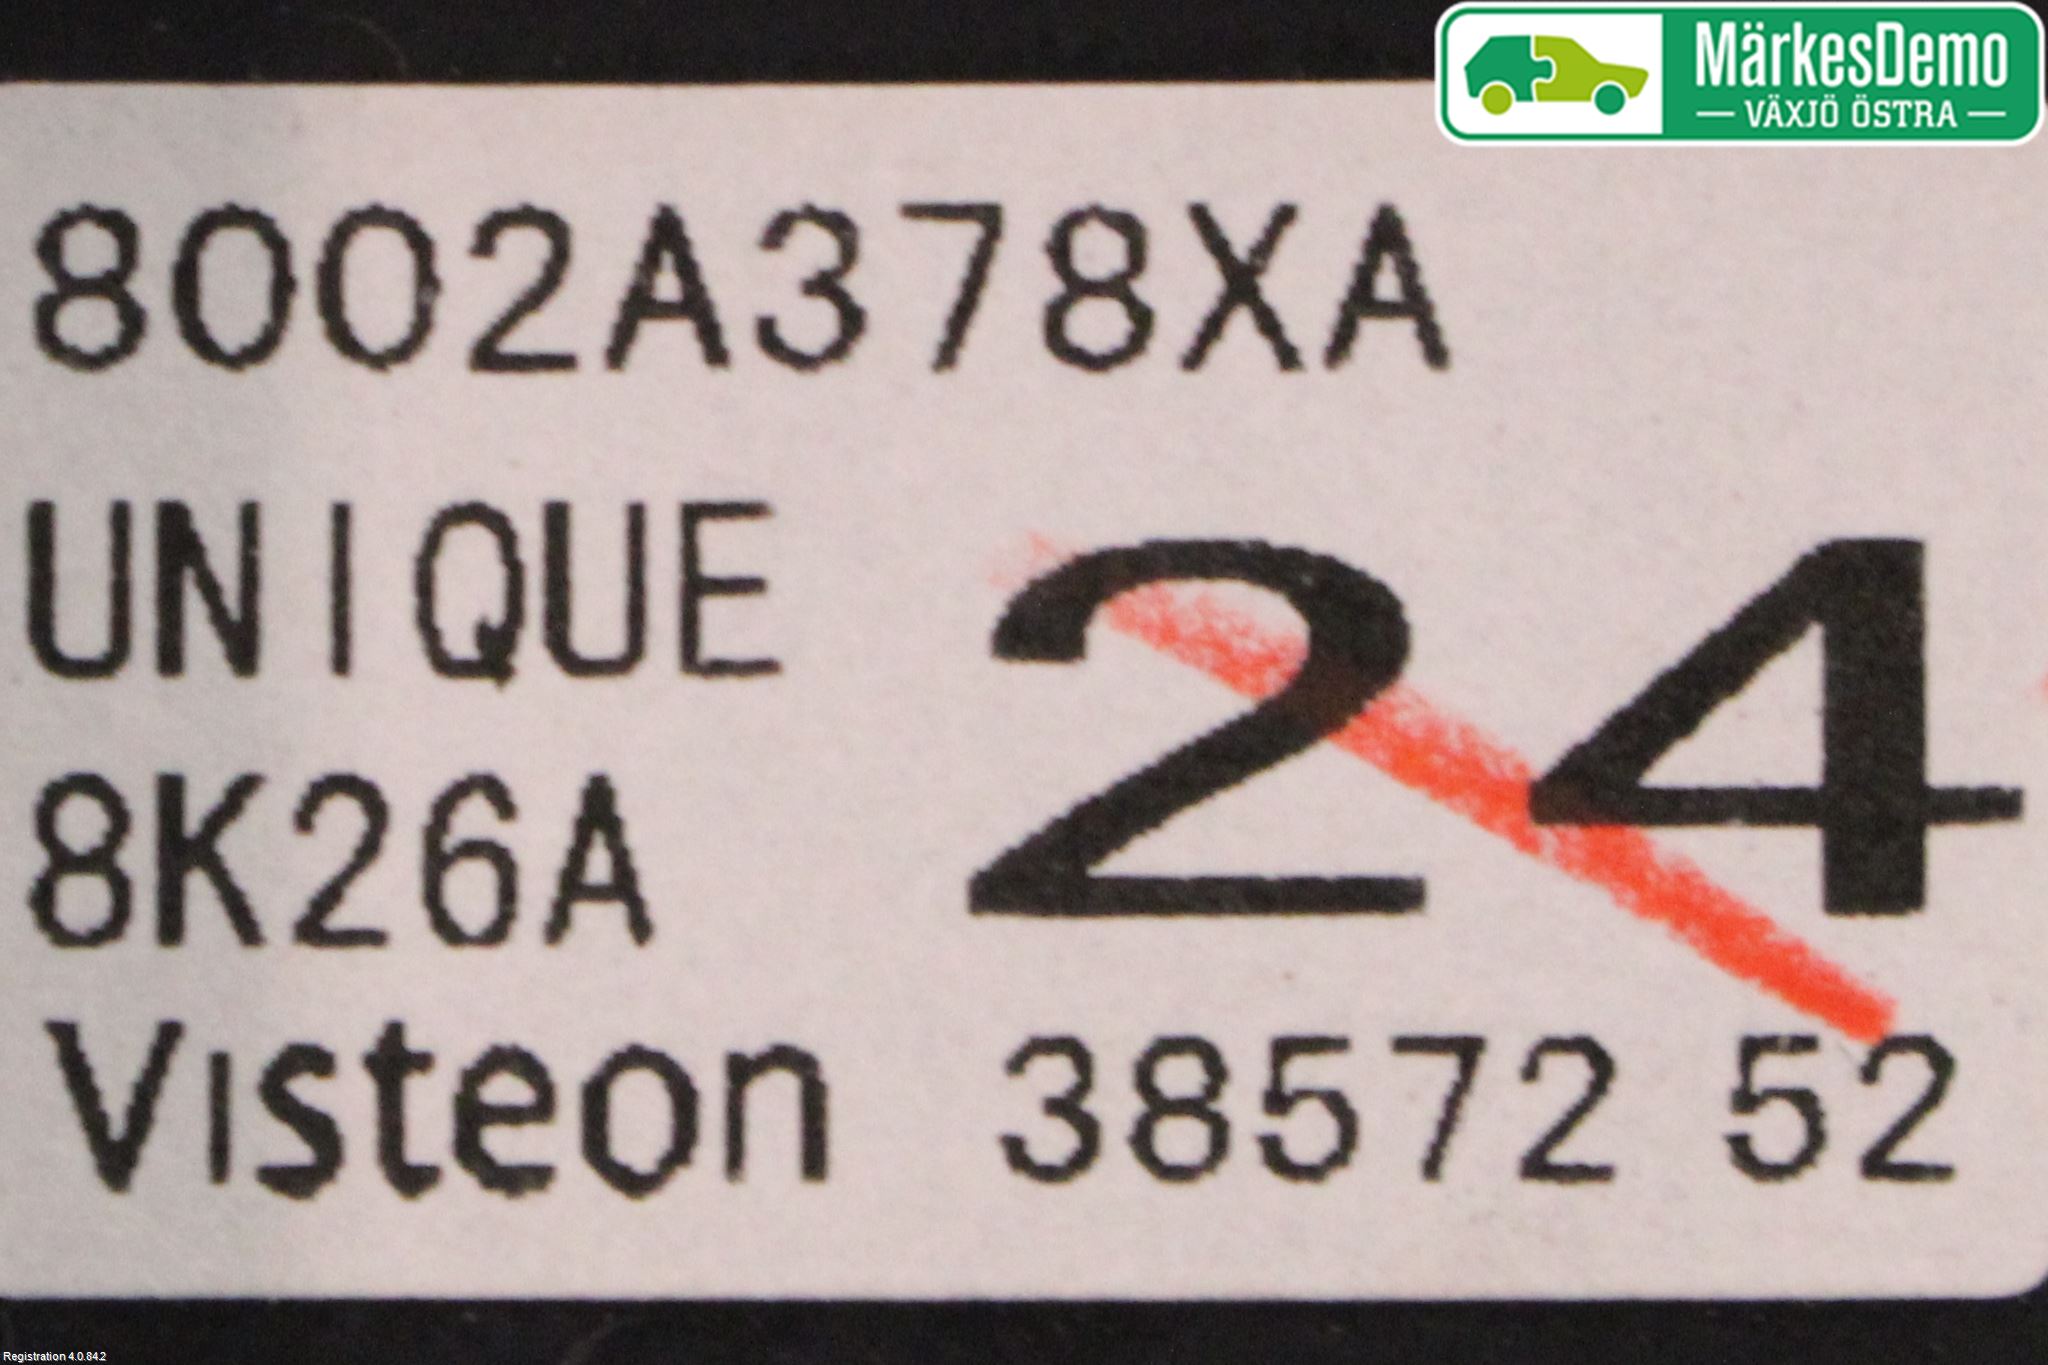 MärkesDemo
VÄXJÖ ÖSTRA
8002A378XA
UNIQUE
24
8K26A
Visteon 38572 52
Registration 4.0.84.2